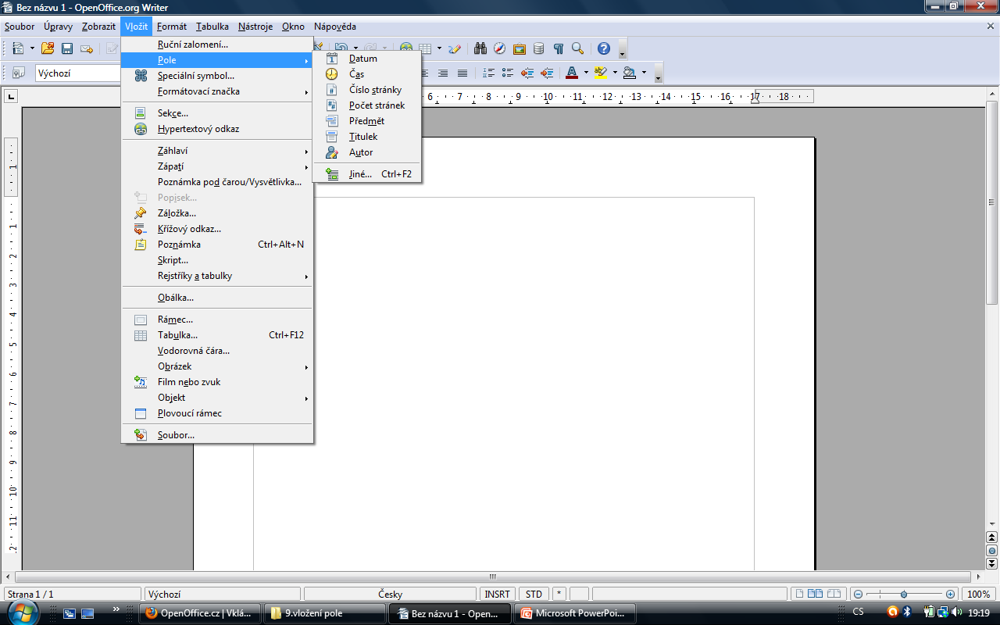 Bez názvu 1 - OpenOffice.org Writer
Soubor Úpravy Zobrazit Vložit Formát Tabulka Nástroje Okno Nápověda
Výchozí
6 7 8 9 10 11 12 13 14 15 16 17 18
Ruční zalomení...
Pole
Speciální symbol...
Formátovací značka
Sekce...
Hypertextový odkaz
Záhlaví
Zápatí
Poznámka pod čarou/Vysvětlivka...
Popisek...
Záložka...
Křížový odkaz...
Poznámka Ctrl+Alt+N
Skript...
Rejstříky a tabulky
Obálka...
Rámec...
Tabulka... Ctrl+F12
Vodorovná čára...
Obrázek
Film nebo zvuk
Objekt
Plovoucí rámec
Soubor...
Datum
Čas
Číslo stránky
Počet stránek
Předmět
Titulek
Autor
Jiné... Ctrl+F2
1
1
2
3
4
5
6
7
8
9
10
11
Strana 1 / 1 Výchozí Česky INSRT STD * 100%
OpenOffice.cz | Vklá... 9.vložení pole Bez názvu 1 - Open... Microsoft PowerPoi... CS 19:19